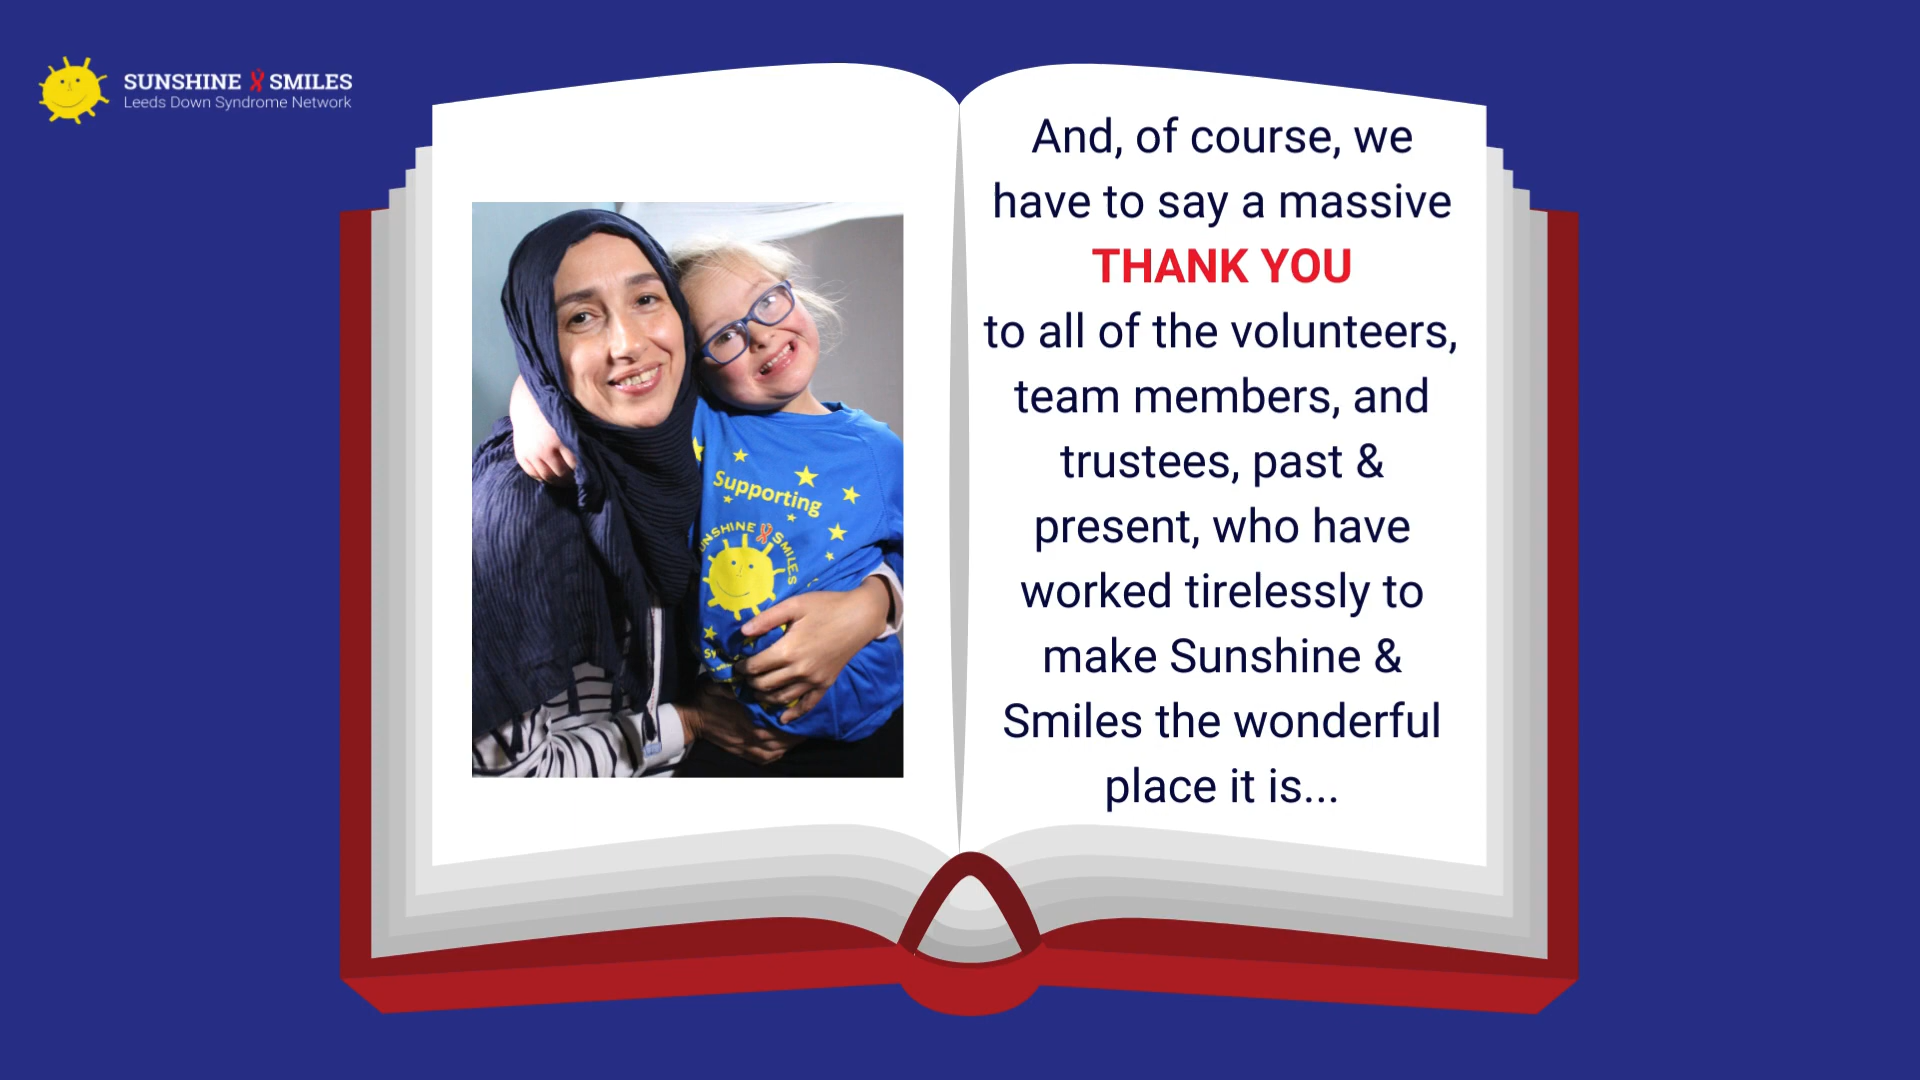 SUNSHINE & SMILES
Leeds Down Syndrome Network
Supporting
SUNSHINE & SMILES
And, of course, we
have to say a massive
THANK YOU
to all of the volunteers,
team members, and
trustees, past &
present, who have
worked tirelessly to
make Sunshine &
Smiles the wonderful
place it is...